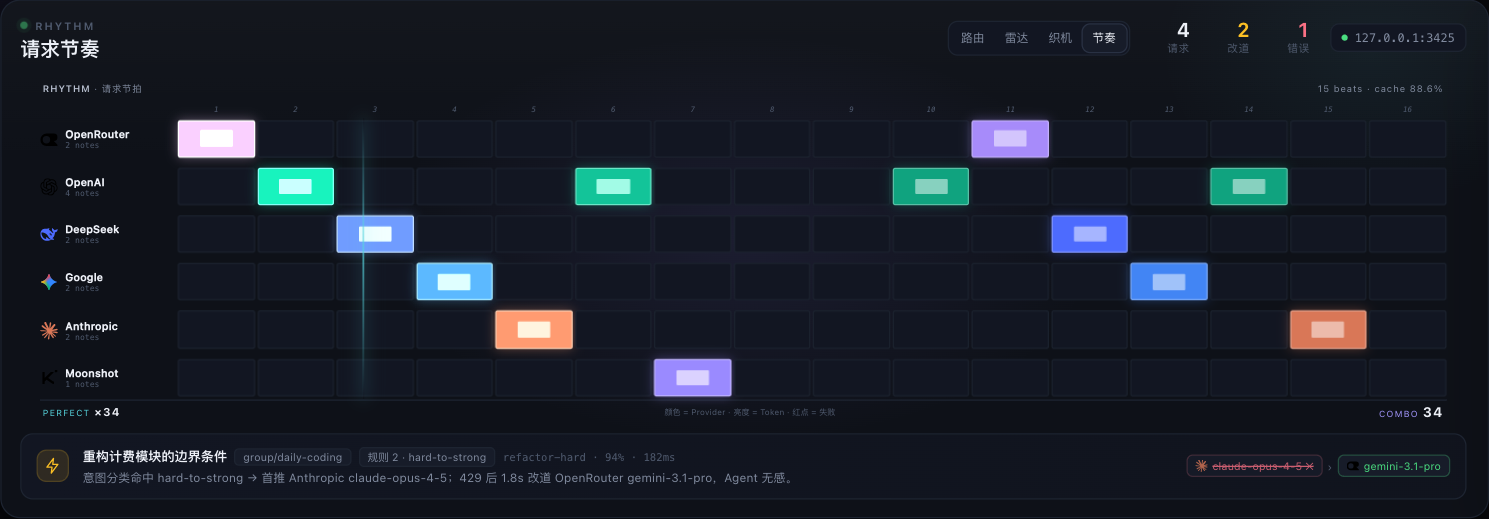 RHYTHM
请求节奏
路由 雷达 织机 节奏
4 请求
2 改道
1 错误
127.0.0.1:3425
RHYTHM · 请求节拍
15 beats · cache 88.6%
1 2 3 4 5 6 7 8 9 10 11 12 13 14 15 16
OpenRouter
2 notes
OpenAI
4 notes
DeepSeek
2 notes
Google
2 notes
Anthropic
2 notes
Moonshot
1 notes
PERFECT ×34
颜色 = Provider · 亮度 = Token · 红点 = 失败
COMBO 34
重构计费模块的边界条件 group/daily-coding 规则 2 · hard-to-strong refactor-hard · 94% · 182ms
意图分类命中 hard-to-strong → 首推 Anthropic claude-opus-4-5；429 后 1.8s 改道 OpenRouter gemini-3.1-pro，Agent 无感。
claude-opus-4-5 ✕ › gemini-3.1-pro